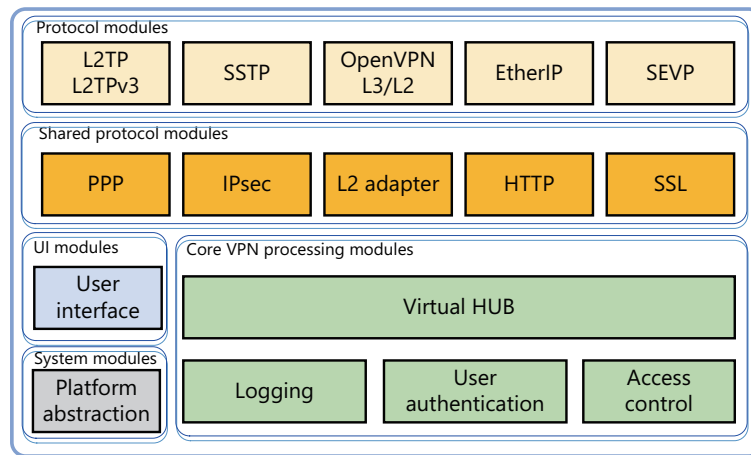 Protocol modules
L2TP
L2TPv3
SSTP
OpenVPN
L3/L2
EtherIP
SEVP
Shared protocol modules
PPP
IPsec
L2 adapter
HTTP
SSL
UI modules
User
interface
Core VPN processing modules
Virtual HUB
System modules
Platform
abstraction
Logging
User
authentication
Access
control